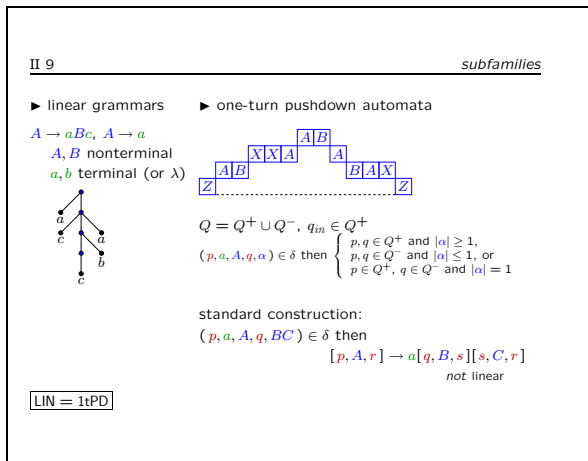 II 9 subfamilies
► linear grammars
A → aBc, A → a
A, B nonterminal
a, b terminal (or λ)
a
c a
b
c
► one-turn pushdown automata
A B
X X A A
A B B A X
Z Z
Q = Q⁺ ∪ Q⁻, q_in ∈ Q⁺
(p, a, A, q, α) ∈ δ then { p, q ∈ Q⁺ and |α| ≥ 1,
p, q ∈ Q⁻ and |α| ≤ 1, or
p ∈ Q⁺, q ∈ Q⁻ and |α| = 1
standard construction:
(p, a, A, q, BC) ∈ δ then
[p, A, r] → a[q, B, s][s, C, r]
not linear
LIN = 1tPD